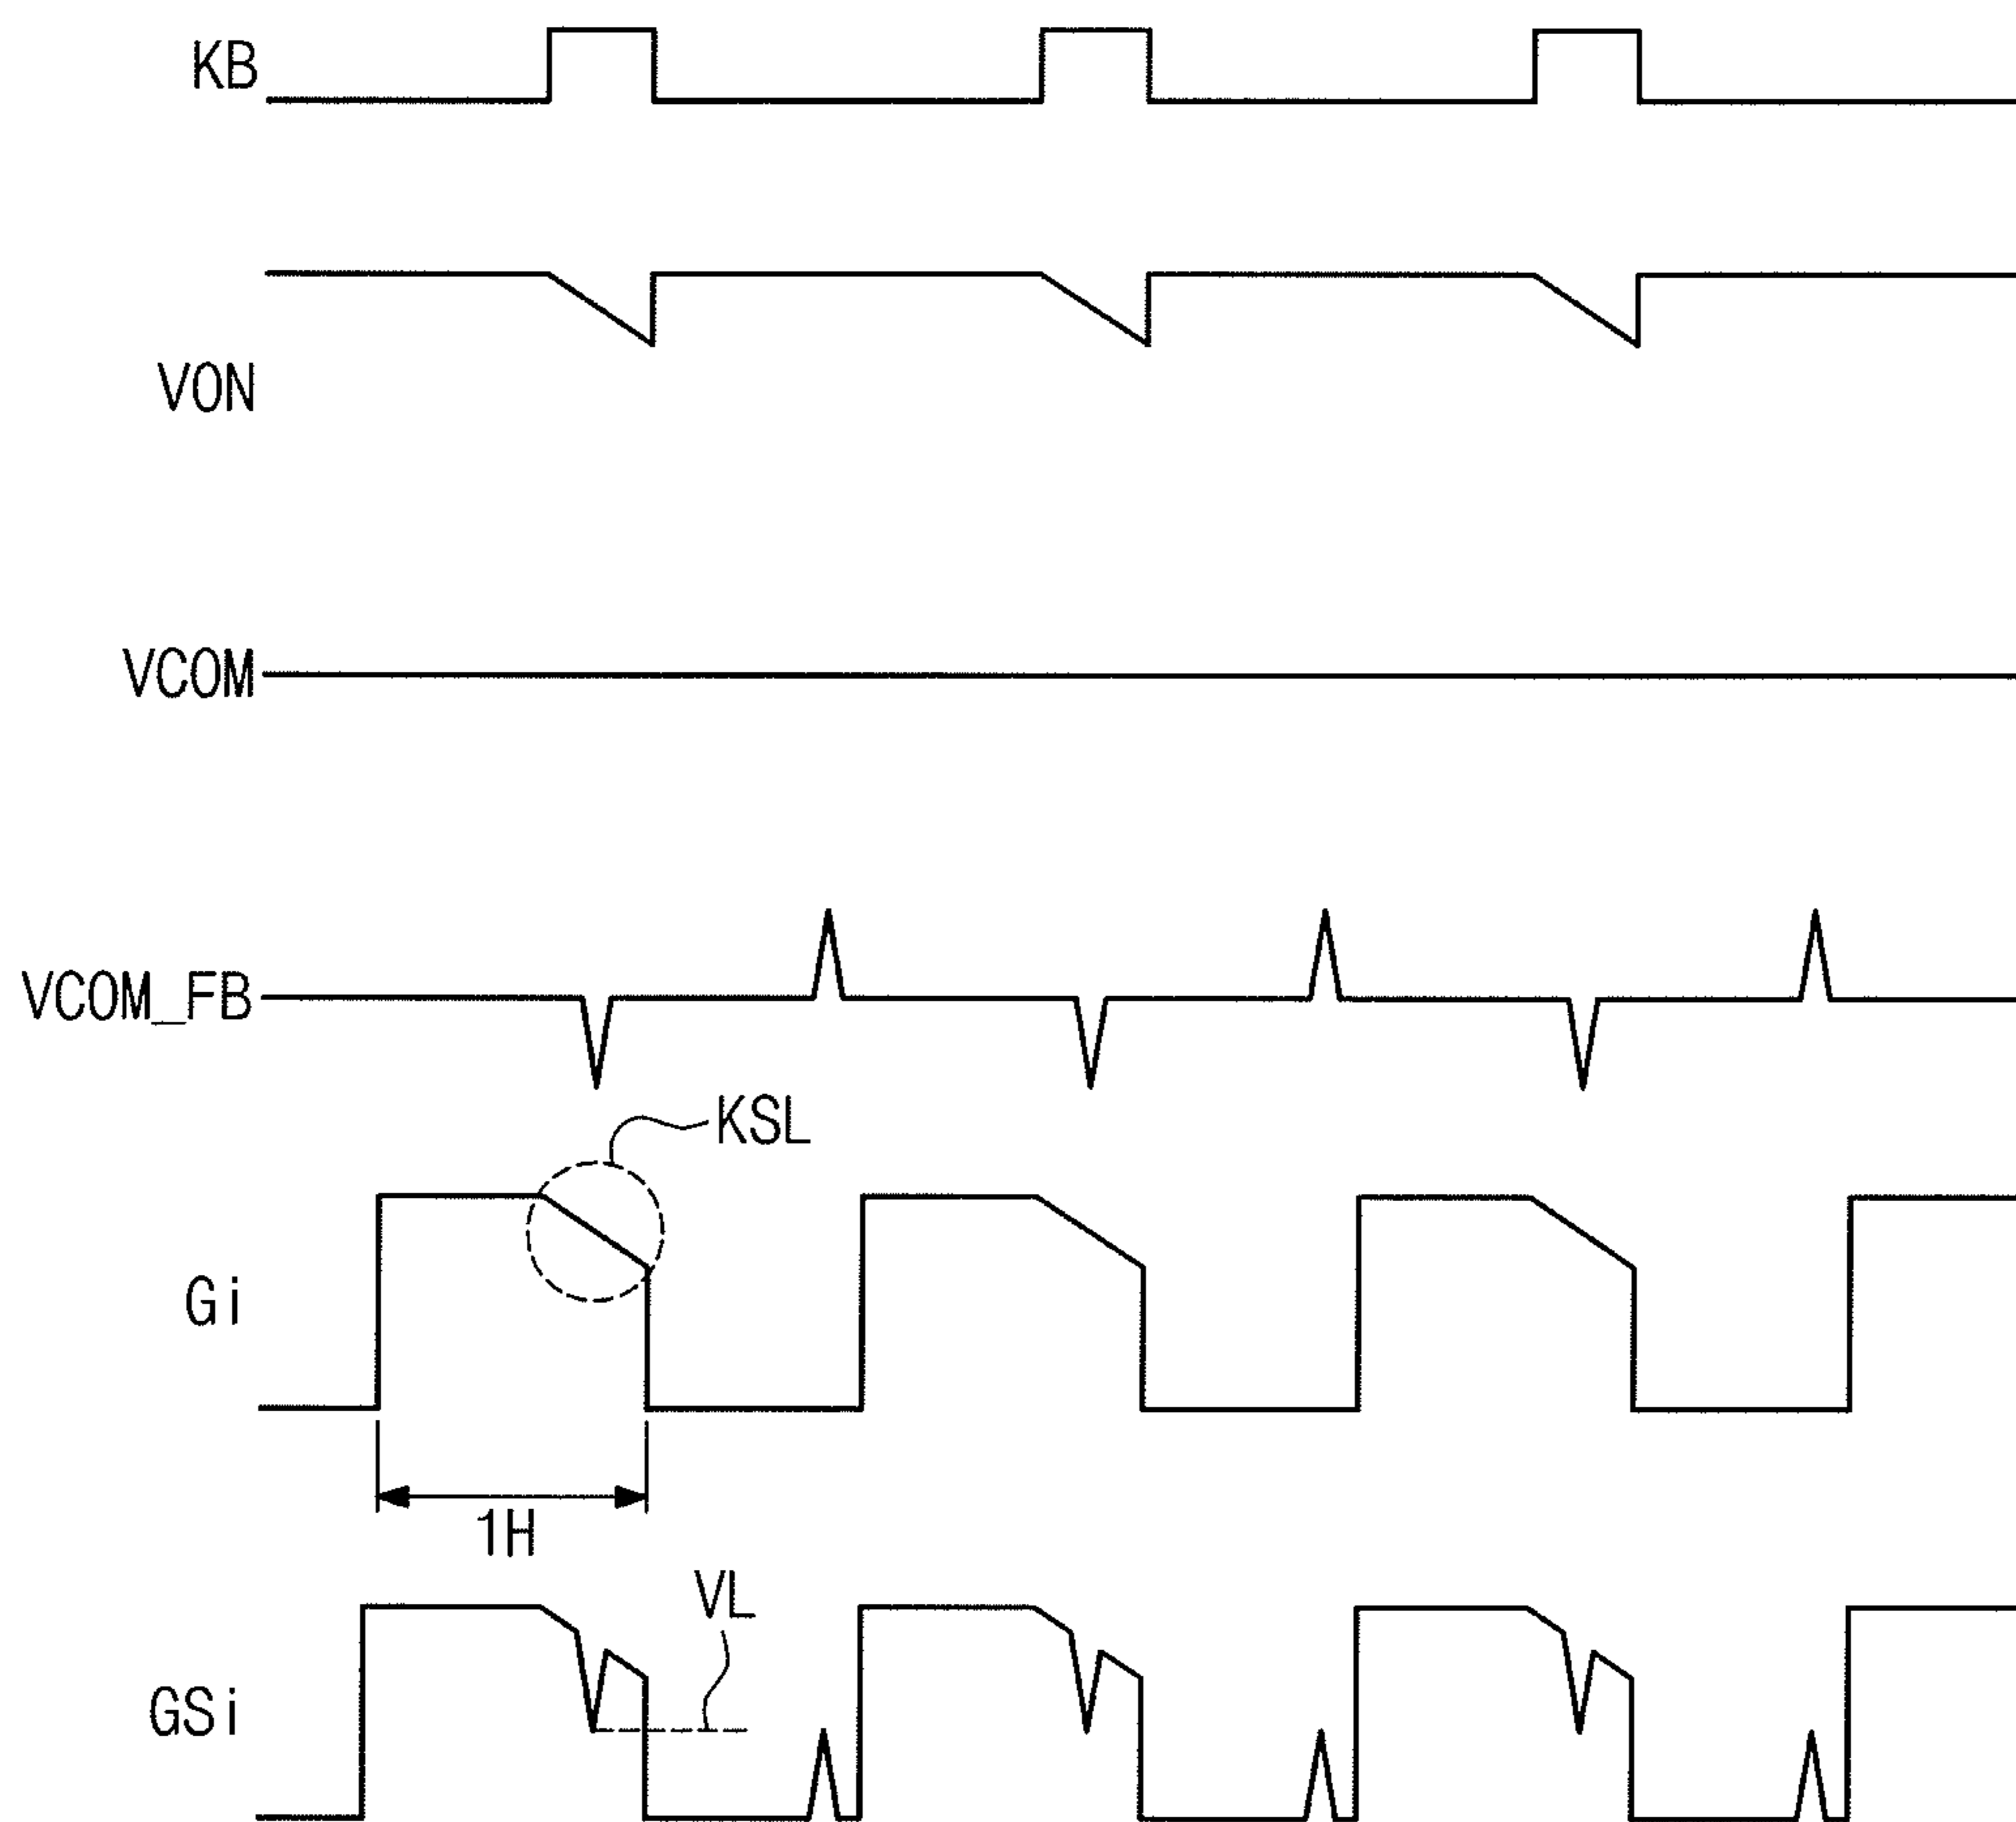 KB
VON
VCOM
VCOM_FB
KSL
Gi
1H
VL
GSi